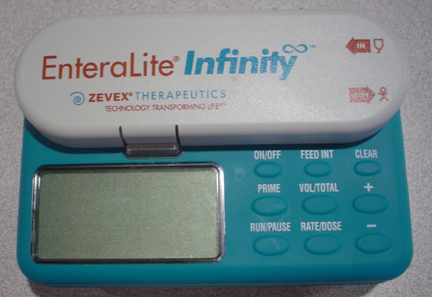 EnteraLite® Infinity™
IN
ZEVEX® THERAPEUTICS
TECHNOLOGY TRANSFORMING LIFE
OUT
ON/OFF FEED INT CLEAR
PRIME VOL/TOTAL +
RUN/PAUSE RATE/DOSE −